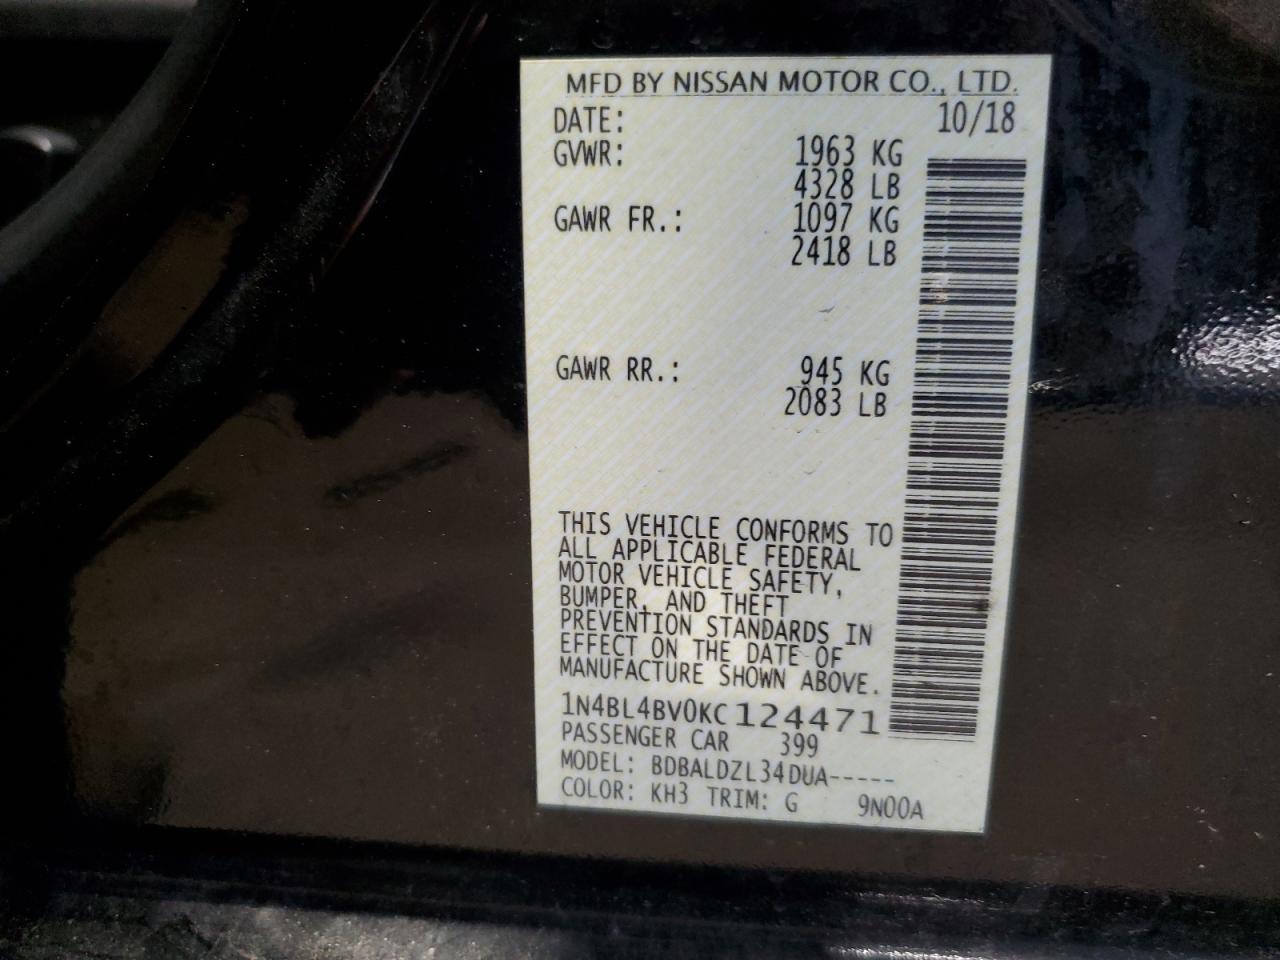 MFD BY NISSAN MOTOR CO., LTD.
DATE: 10/18
GVWR: 1963 KG
4328 LB
GAWR FR.: 1097 KG
2418 LB
GAWR RR.: 945 KG
2083 LB
THIS VEHICLE CONFORMS TO
ALL APPLICABLE FEDERAL
MOTOR VEHICLE SAFETY,
BUMPER, AND THEFT
PREVENTION STANDARDS IN
EFFECT ON THE DATE OF
MANUFACTURE SHOWN ABOVE.
1N4BL4BV0KC124471
PASSENGER CAR 399
MODEL: BDBALDZL34DUA-----
COLOR: KH3 TRIM: G 9N00A